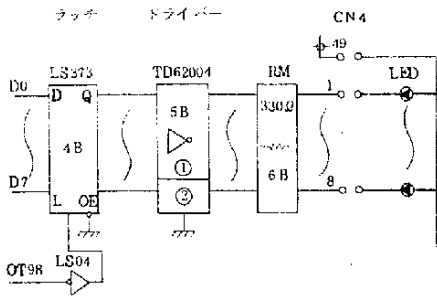 ラッチ ドライバー CN4
LS373 TD62004 RM 49 LED
D0 D Q 5B 330Ω 1
4B ①
D7 ② 6B 8
L OE
LS04
OT98